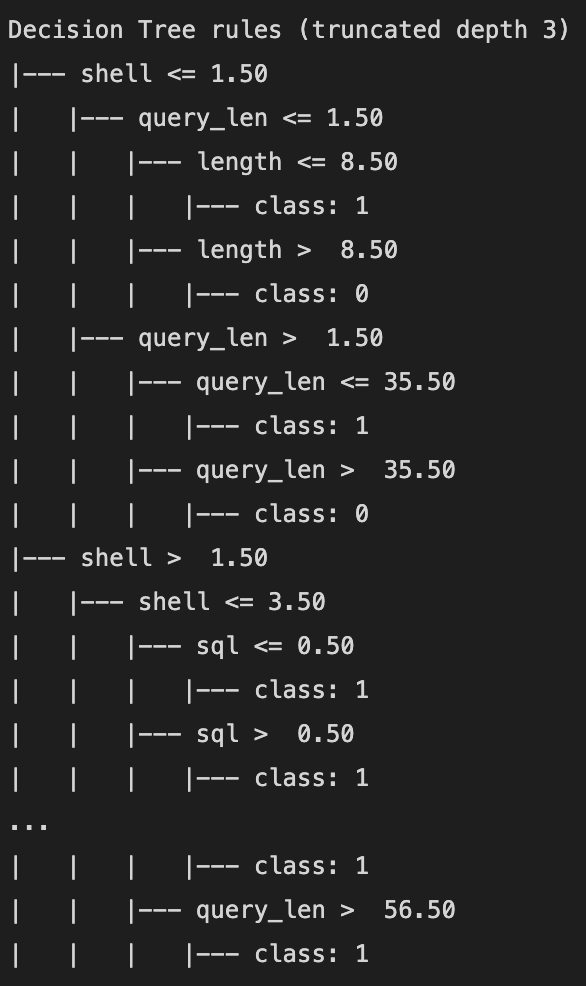 Decision Tree rules (truncated depth 3)
|--- shell <= 1.50
|   |--- query_len <= 1.50
|   |   |--- length <= 8.50
|   |   |   |--- class: 1
|   |   |--- length >  8.50
|   |   |   |--- class: 0
|   |--- query_len >  1.50
|   |   |--- query_len <= 35.50
|   |   |   |--- class: 1
|   |   |--- query_len >  35.50
|   |   |   |--- class: 0
|--- shell >  1.50
|   |--- shell <= 3.50
|   |   |--- sql <= 0.50
|   |   |   |--- class: 1
|   |   |--- sql >  0.50
|   |   |   |--- class: 1
...
|   |   |   |--- class: 1
|   |   |--- query_len >  56.50
|   |   |   |--- class: 1